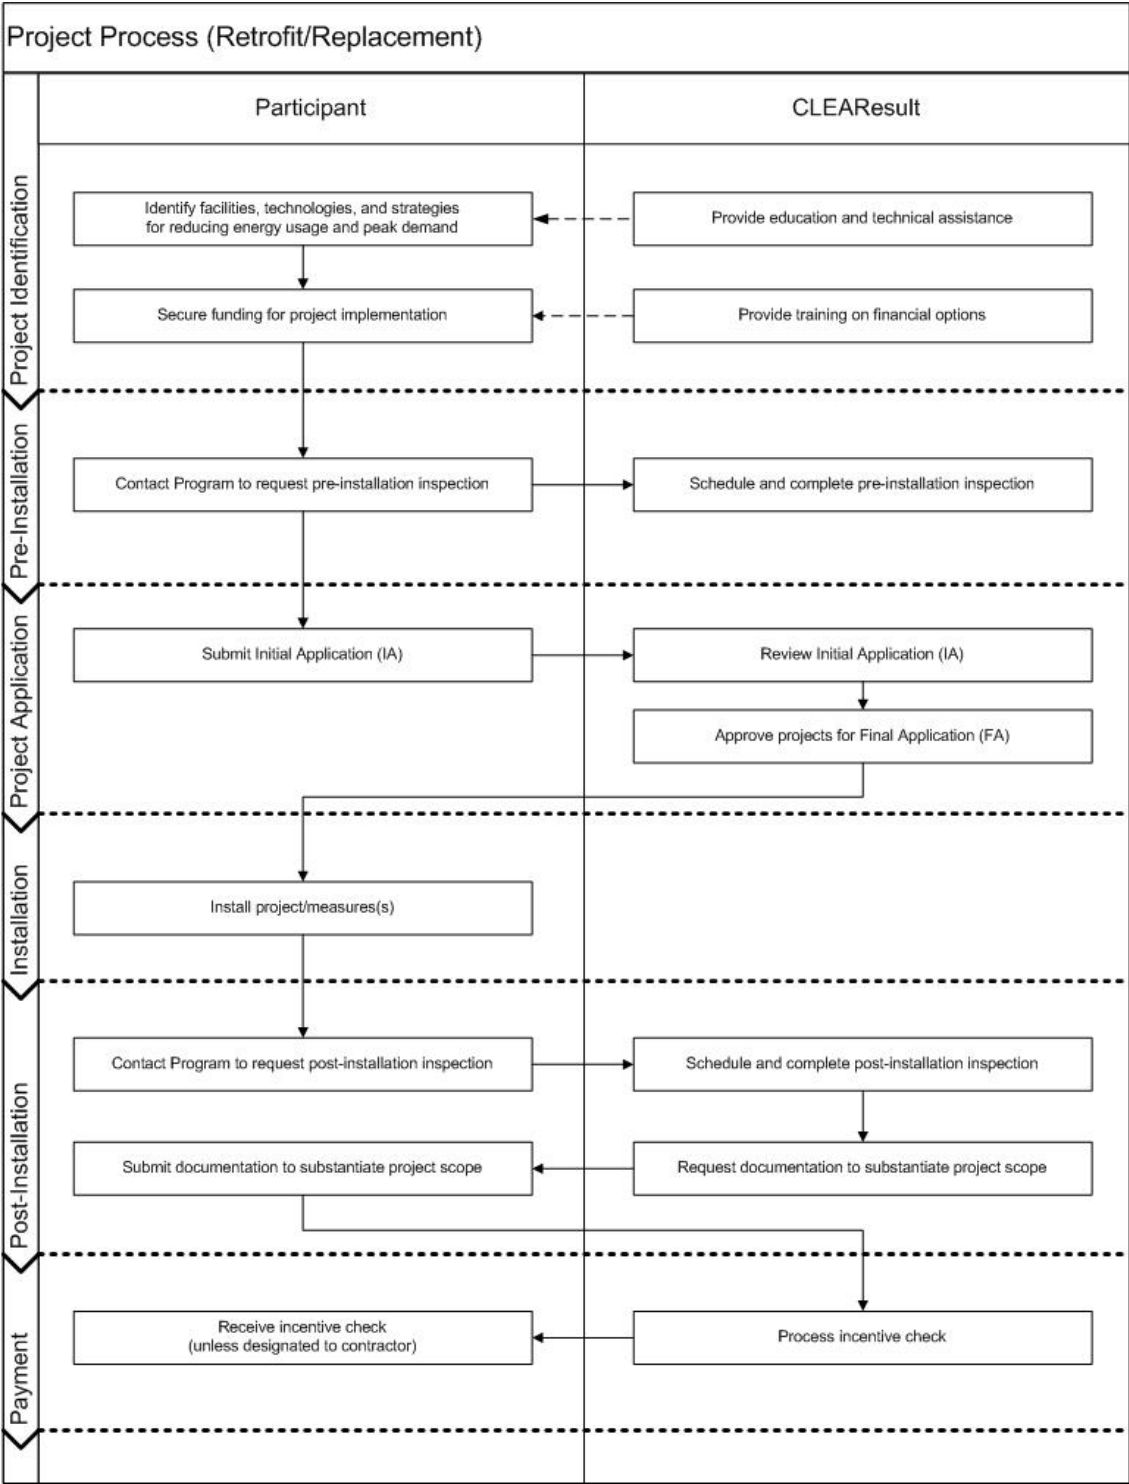 Project Process (Retrofit/Replacement)
Participant
CLEAResult
Project Identification
Identify facilities, technologies, and strategies
for reducing energy usage and peak demand
Provide education and technical assistance
Secure funding for project implementation
Provide training on financial options
Pre-Installation
Contact Program to request pre-installation inspection
Schedule and complete pre-installation inspection
Project Application
Submit Initial Application (IA)
Review Initial Application (IA)
Approve projects for Final Application (FA)
Installation
Install project/measures(s)
Post-Installation
Contact Program to request post-installation inspection
Schedule and complete post-installation inspection
Submit documentation to substantiate project scope
Request documentation to substantiate project scope
Payment
Receive incentive check
(unless designated to contractor)
Process incentive check